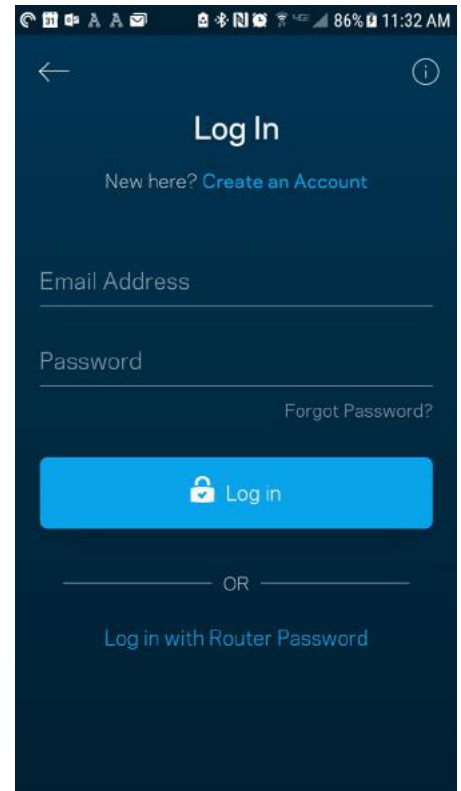 86% 11:32 AM
Log In
New here? Create an Account
Email Address
Password
Forgot Password?
Log in
OR
Log in with Router Password